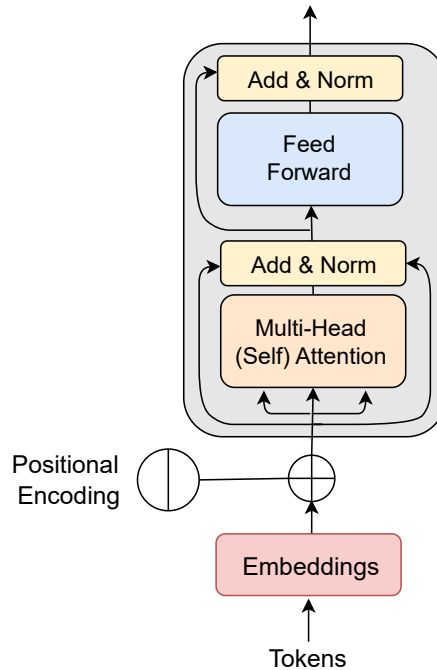 Add & Norm
Feed
Forward
Add & Norm
Multi-Head
(Self) Attention
Positional
Encoding
Embeddings
Tokens